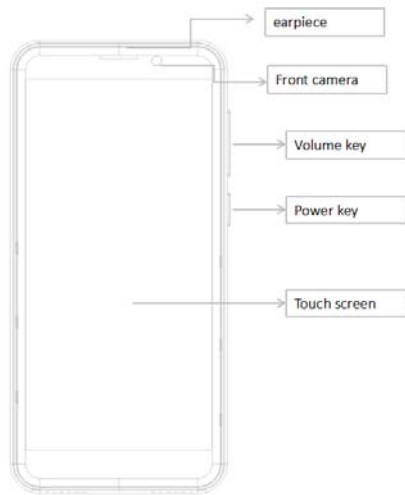 earpiece
Front camera
Volume key
Power key
Touch screen